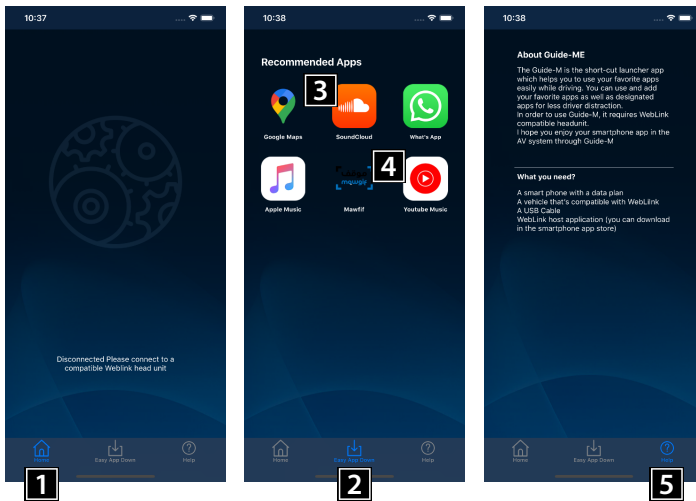 10:37
Disconnected Please connect to a
compatible Weblink head unit
Home
Easy App Down
Help
1
10:38
Recommended Apps
3
Google Maps
SoundCloud
What's App
4
Apple Music
Mawfif
Youtube Music
Home
Easy App Down
Help
2
10:38
About Guide-ME
The Guide-M is the short-cut launcher app
which helps you to use your favorite apps
easily while driving. You can use and add
your favorite apps as well as designated
apps for less driver distraction.
In order to use Guide-M, it requires WebLink
compatible headunit.
I hope you enjoy your smartphone app in the
AV system through Guide-M
What you need?
A smart phone with a data plan
A vehicle that's compatible with WebLilnk
A USB Cable
WebLink host application (you can download
in the smartphone app store)
Home
Easy App Down
Help
5